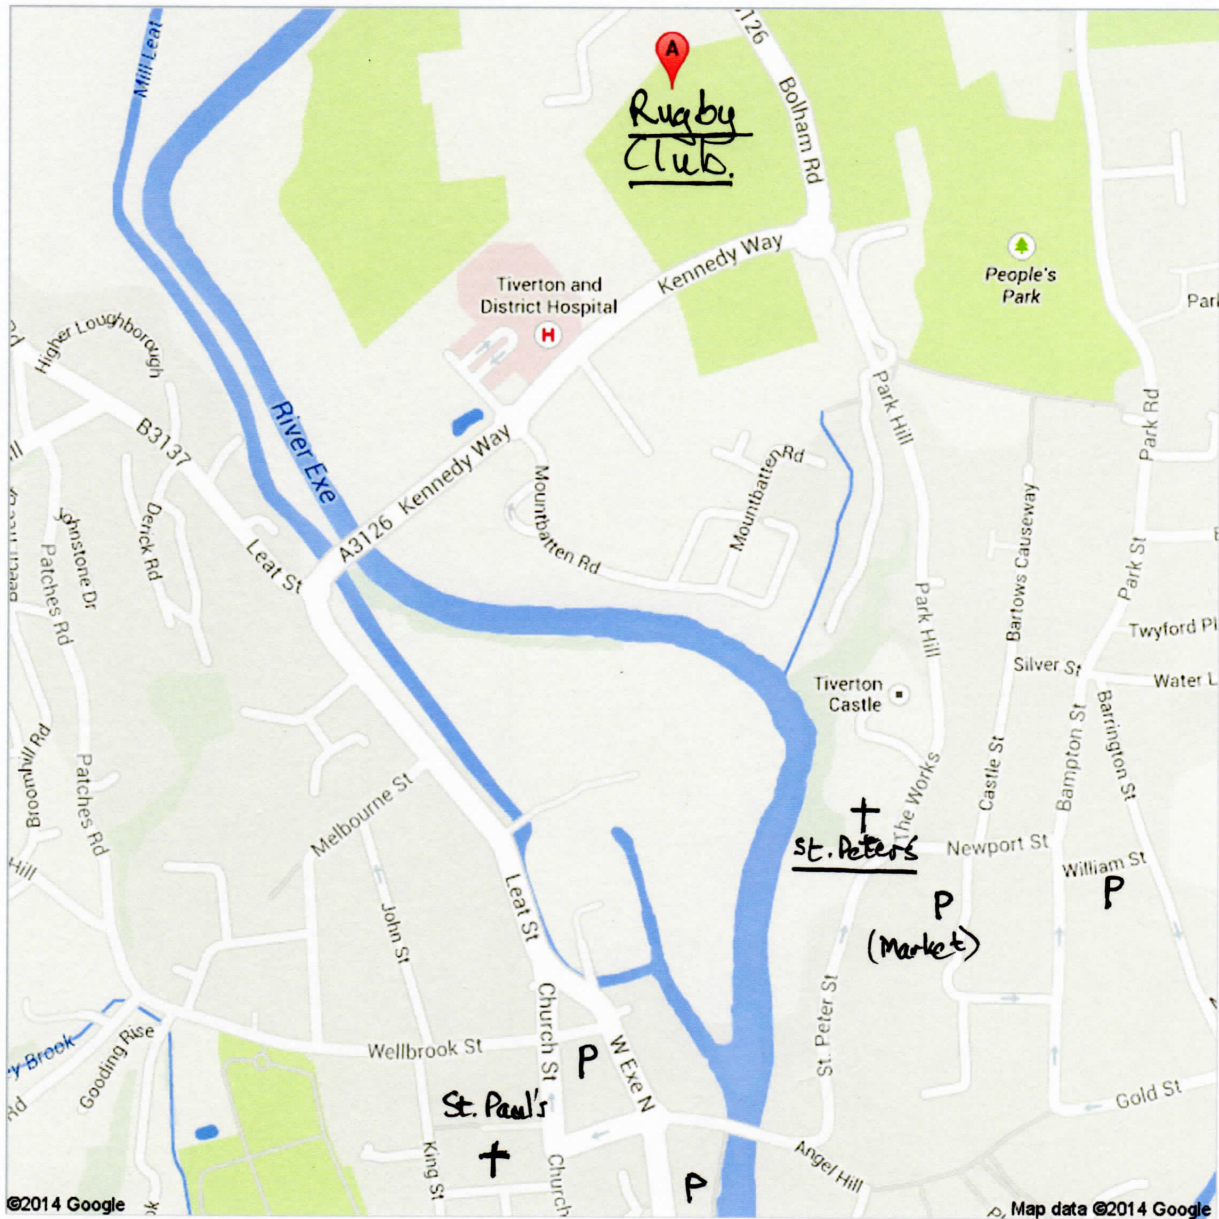 Mill Leat
3126
A
Rugby
Club.
Bolham Rd
Kennedy Way
People's
Park
Tiverton and
District Hospital
H
Higher Loughborough
Rd
B3137
River Exe
A3126
Kennedy Way
Park Hill
Park Rd
Mountbatten Rd
Mountbatten Rd
Johnstone Dr
Derick Rd
Leat St
Patches Rd
Bartows Causeway
Park St
Park Hill
Twyford Pl
Silver St
Water L
Tiverton
Castle
Barrington St
Bampton St
Castle St
Broomhill Rd
Patches Rd
Melbourne St
The Works
St. Peters
Newport St
William St
Hill
P
P
(Market)
Leat St
John St
Church St
St. Peter St
Wellbrook St
P
W Exe N
y Brook
Gooding Rise
Rd
Gold St
St. Paul's
King St
Church
Angel Hill
P
©2014 Google
Map data ©2014 Google